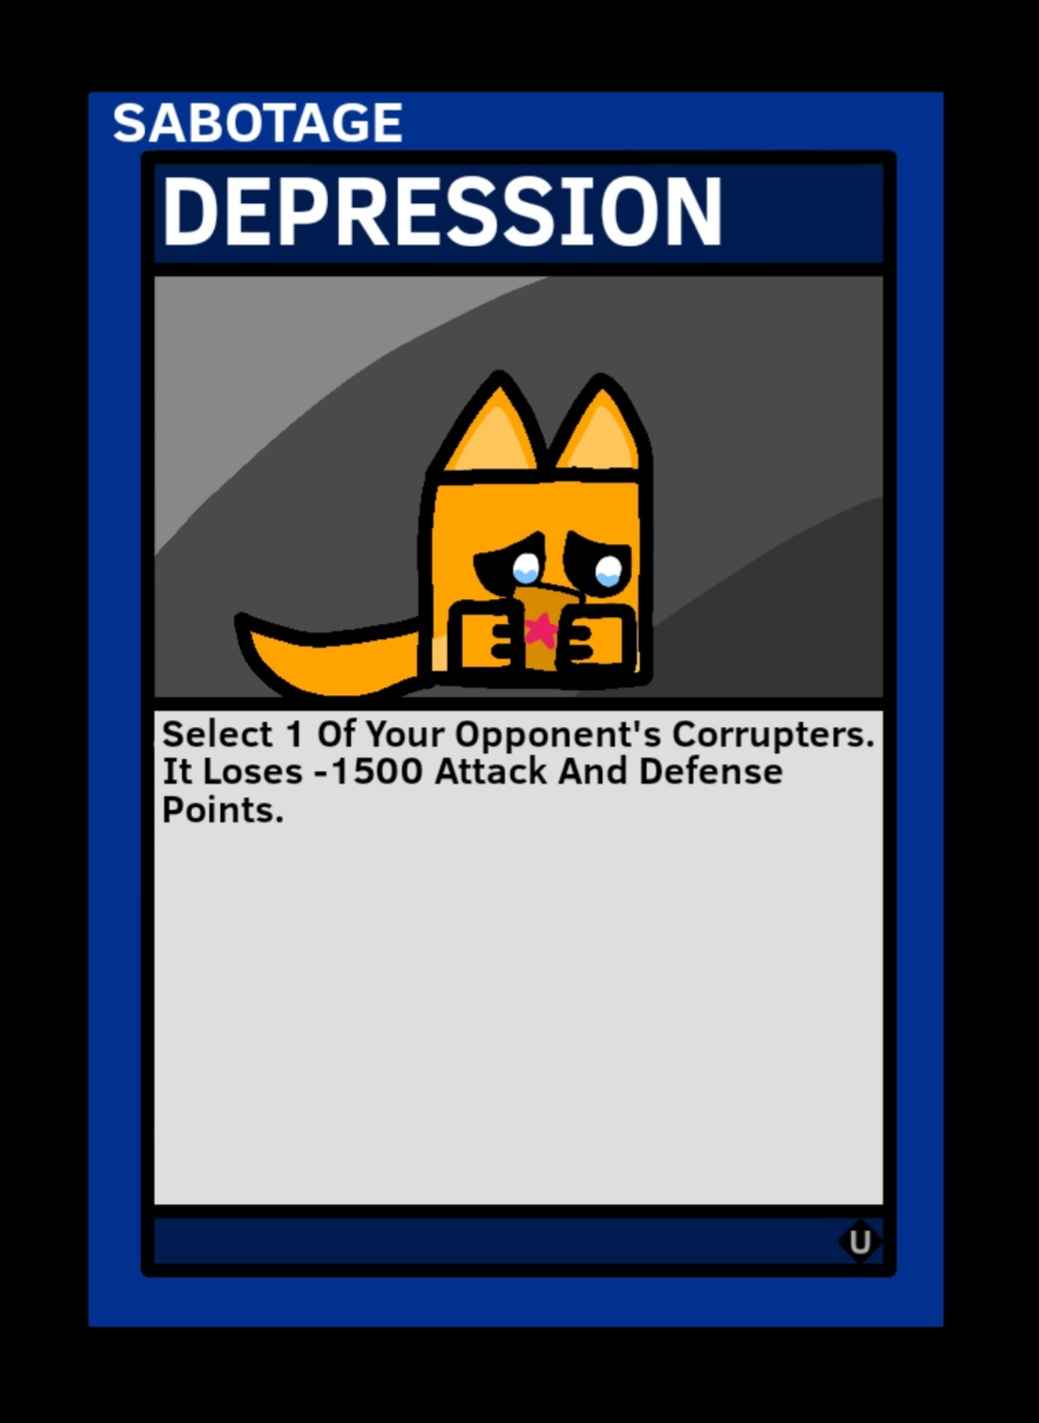 SABOTAGE
DEPRESSION
Select 1 Of Your Opponent's Corrupters.
It Loses -1500 Attack And Defense
Points.
U